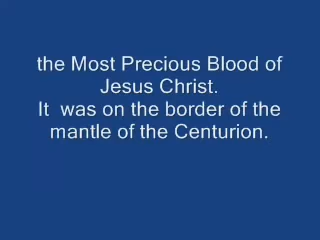 the Most Precious Blood of
Jesus Christ.
It  was on the border of the
mantle of the Centurion.